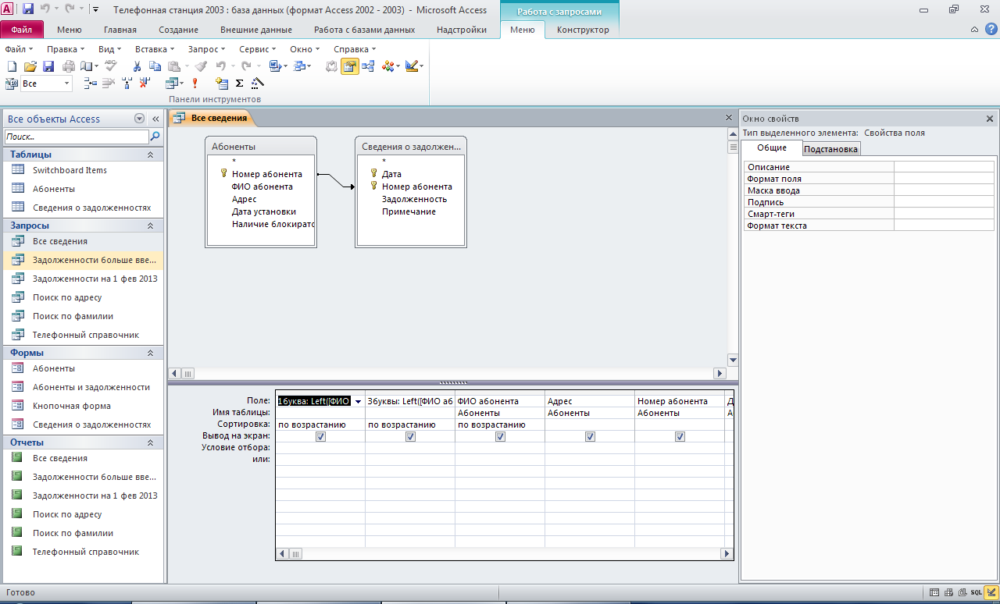 Телефонная станция 2003 : база данных (формат Access 2002 - 2003) - Microsoft Access
Работа с запросами
Файл Меню Главная Создание Внешние данные Работа с базами данных Надстройки Меню Конструктор
Файл Правка Вид Вставка Запрос Сервис Окно Справка
Все
Панели инструментов
Все объекты Access
Поиск...
Таблицы
Switchboard Items
Абоненты
Сведения о задолженностях
Запросы
Все сведения
Задолженности больше вве...
Задолженности на 1 фев 2013
Поиск по адресу
Поиск по фамилии
Телефонный справочник
Формы
Абоненты
Абоненты и задолженности
Кнопочная форма
Сведения о задолженностях
Отчеты
Все сведения
Задолженности больше вве...
Задолженности на 1 фев 2013
Поиск по адресу
Поиск по фамилии
Телефонный справочник
Все сведения
Абоненты
*
Номер абонента
ФИО абонента
Адрес
Дата установки
Наличие блокирато
Сведения о задолжен...
*
Дата
Номер абонента
Задолженность
Примечание
Поле: 1буква: Left([ФИО 3буквы: Left([ФИО аб ФИО абонента Адрес Номер абонента Д
Имя таблицы: Абоненты Абоненты Абоненты А
Сортировка: по возрастанию по возрастанию по возрастанию
Вывод на экран:
Условие отбора:
или:
Окно свойств
Тип выделенного элемента: Свойства поля
Общие Подстановка
Описание
Формат поля
Маска ввода
Подпись
Смарт-теги
Формат текста
Готово
SQL